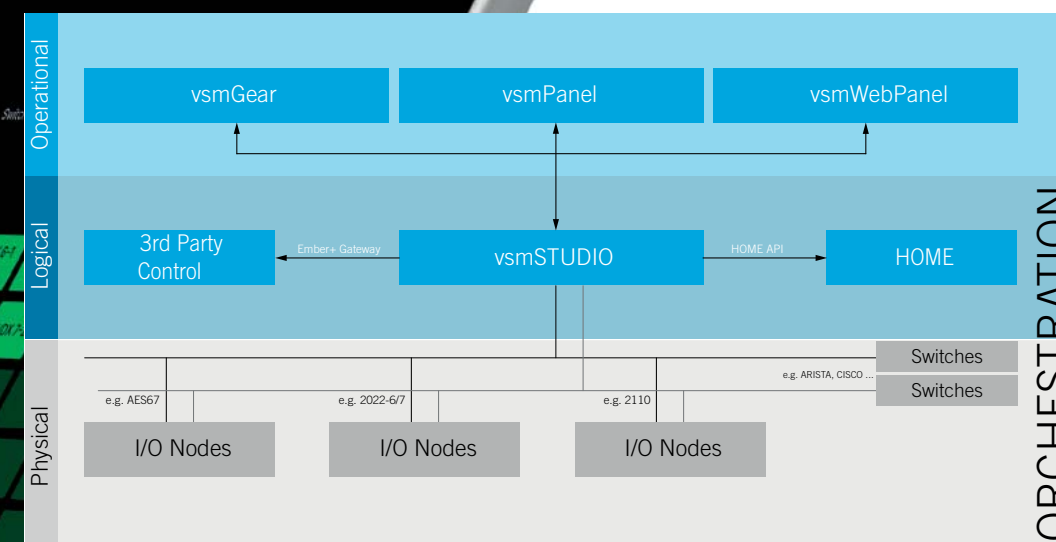 Operational
vsmGear
vsmPanel
vsmWebPanel
Logical
3rd Party
Control
Ember+ Gateway
vsmSTUDIO
HOME API
HOME
ORCHESTRATION
Physical
Switches
e.g. ARISTA, CISCO ...
Switches
e.g. AES67
e.g. 2022-6/7
e.g. 2110
I/O Nodes
I/O Nodes
I/O Nodes